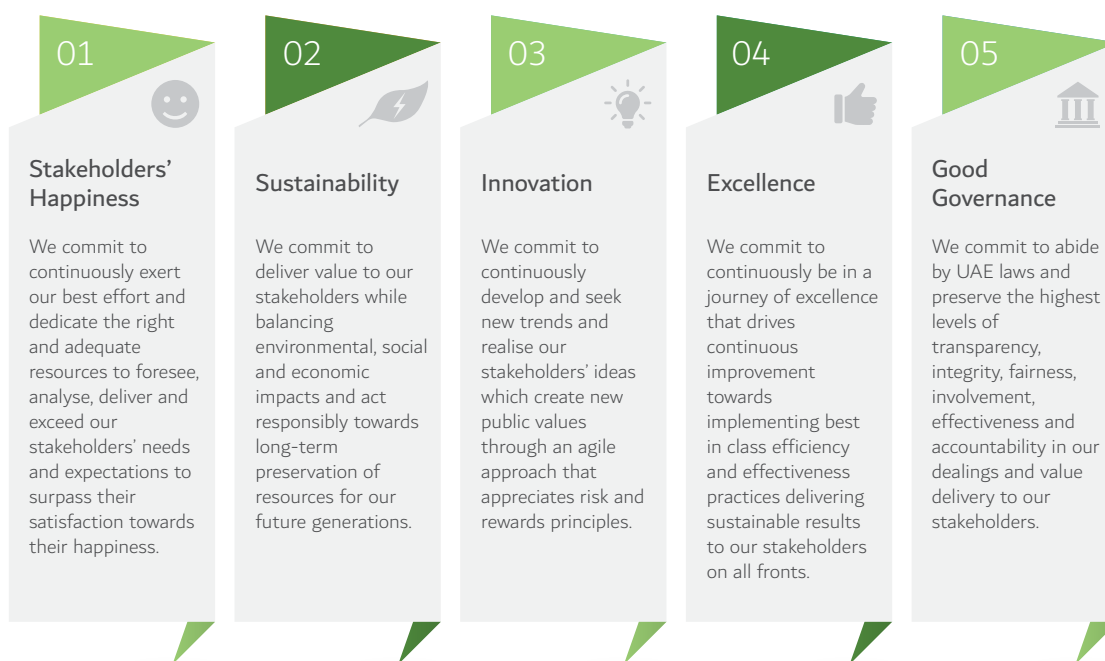 01
Stakeholders'
Happiness
We commit to
continuously exert
our best effort and
dedicate the right
and adequate
resources to foresee,
analyse, deliver and
exceed our
stakeholders' needs
and expectations to
surpass their
satisfaction towards
their happiness.
02
Sustainability
We commit to
deliver value to our
stakeholders while
balancing
environmental, social
and economic
impacts and act
responsibly towards
long-term
preservation of
resources for our
future generations.
03
Innovation
We commit to
continuously
develop and seek
new trends and
realise our
stakeholders' ideas
which create new
public values
through an agile
approach that
appreciates risk and
rewards principles.
04
Excellence
We commit to
continuously be in a
journey of excellence
that drives
continuous
improvement
towards
implementing best
in class efficiency
and effectiveness
practices delivering
sustainable results
to our stakeholders
on all fronts.
05
Good
Governance
We commit to abide
by UAE laws and
preserve the highest
levels of
transparency,
integrity, fairness,
involvement,
effectiveness and
accountability in our
dealings and value
delivery to our
stakeholders.